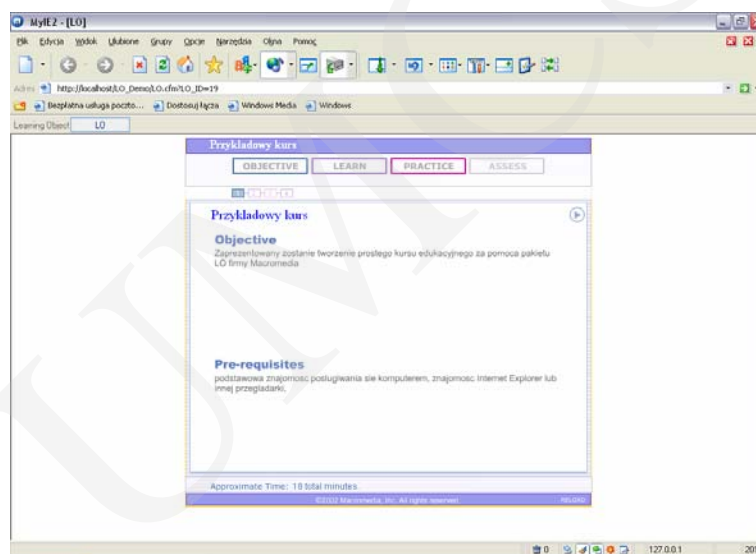 MyIE2 - [LO]
Plik Edycja Widok Ulubione Grupy Opcje Narzędzia Okna Pomoc
Adres http://localhost/LO_Demo/LO.cfm?LO_ID=19
Bezpłatna usługa poczto... Dostosuj łącza Windows Media Windows
Learning Object LO
Przykladowy kurs
OBJECTIVE LEARN PRACTICE ASSESS
Przykladowy kurs
Objective
Zaprezentowany zostanie tworzenie prostego kursu edukacyjnego za pomoca pakietu
LO firmy Macromedia
Pre-requisites
podstawowa znajomosc poslugiwania sie komputerem, znajomosc Internet Explorer lub
innej przegladarki.
Approximate Time: 18 total minutes.
©2002 Macromedia, Inc. All rights reserved. RELOAD
0 127.0.0.1
UMCS